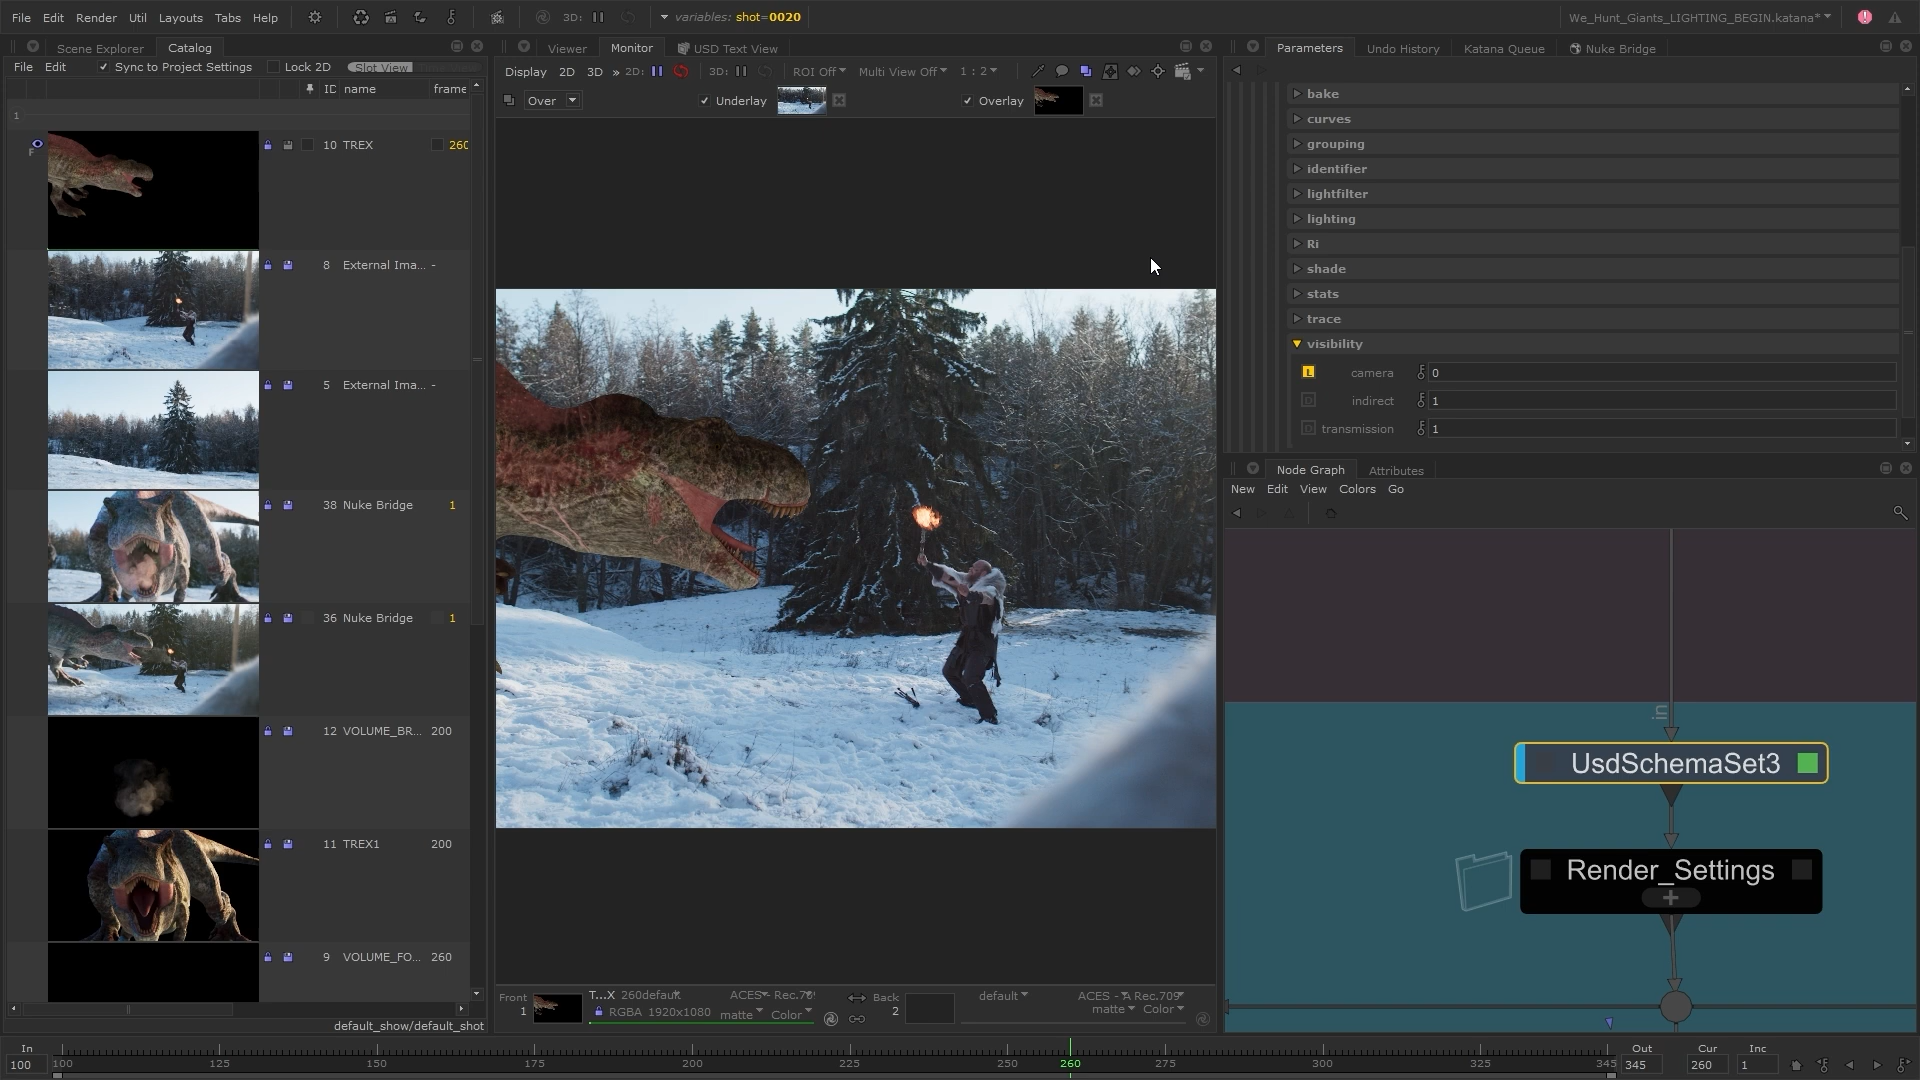 File Edit Render Util Layouts Tabs Help
3D:
variables: shot=0020
We_Hunt_Giants_LIGHTING_BEGIN.katana*
Scene Explorer Catalog
File Edit Sync to Project Settings Lock 2D Slot View
ID name frame
1
10 TREX 260
F
8 External Ima... -
5 External Ima... -
38 Nuke Bridge 1
36 Nuke Bridge 1
12 VOLUME_BR... 200
11 TREX1 200
9 VOLUME_FO... 260
default_show/default_shot
Viewer Monitor USD Text View
Display 2D 3D » 2D: 3D: ROI Off Multi View Off 1 : 2
Over Underlay Overlay
Front T...X 260default ACES - Rec.70
1 RGBA 1920x1080 matte Color
Back default ACES - A Rec.709
2 matte Color
Parameters Undo History Katana Queue Nuke Bridge
bake
curves
grouping
identifier
lightfilter
lighting
Ri
shade
stats
trace
visibility
L camera 0
indirect 1
transmission 1
Node Graph Attributes
New Edit View Colors Go
in
UsdSchemaSet3
Render_Settings
+
In Out Cur Inc
100 100 125 150 175 200 225 250 260 275 300 325 345 345 260 1